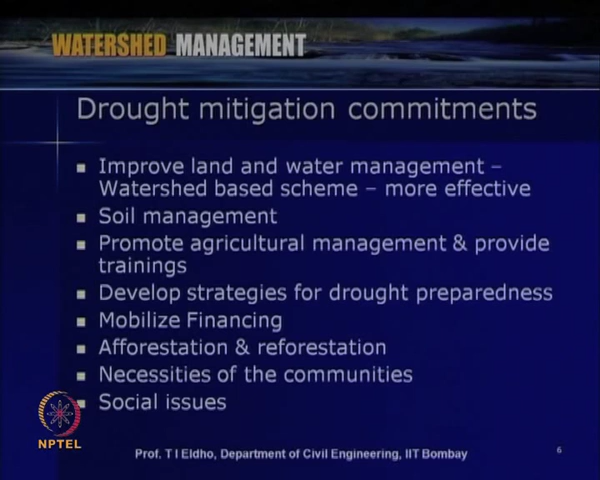 WATERSHED MANAGEMENT
Drought mitigation commitments
Improve land and water management –
Watershed based scheme – more effective
Soil management
Promote agricultural management & provide
trainings
Develop strategies for drought preparedness
Mobilize Financing
Afforestation & reforestation
Necessities of the communities
Social issues
NPTEL
Prof. T I Eldho, Department of Civil Engineering, IIT Bombay
6